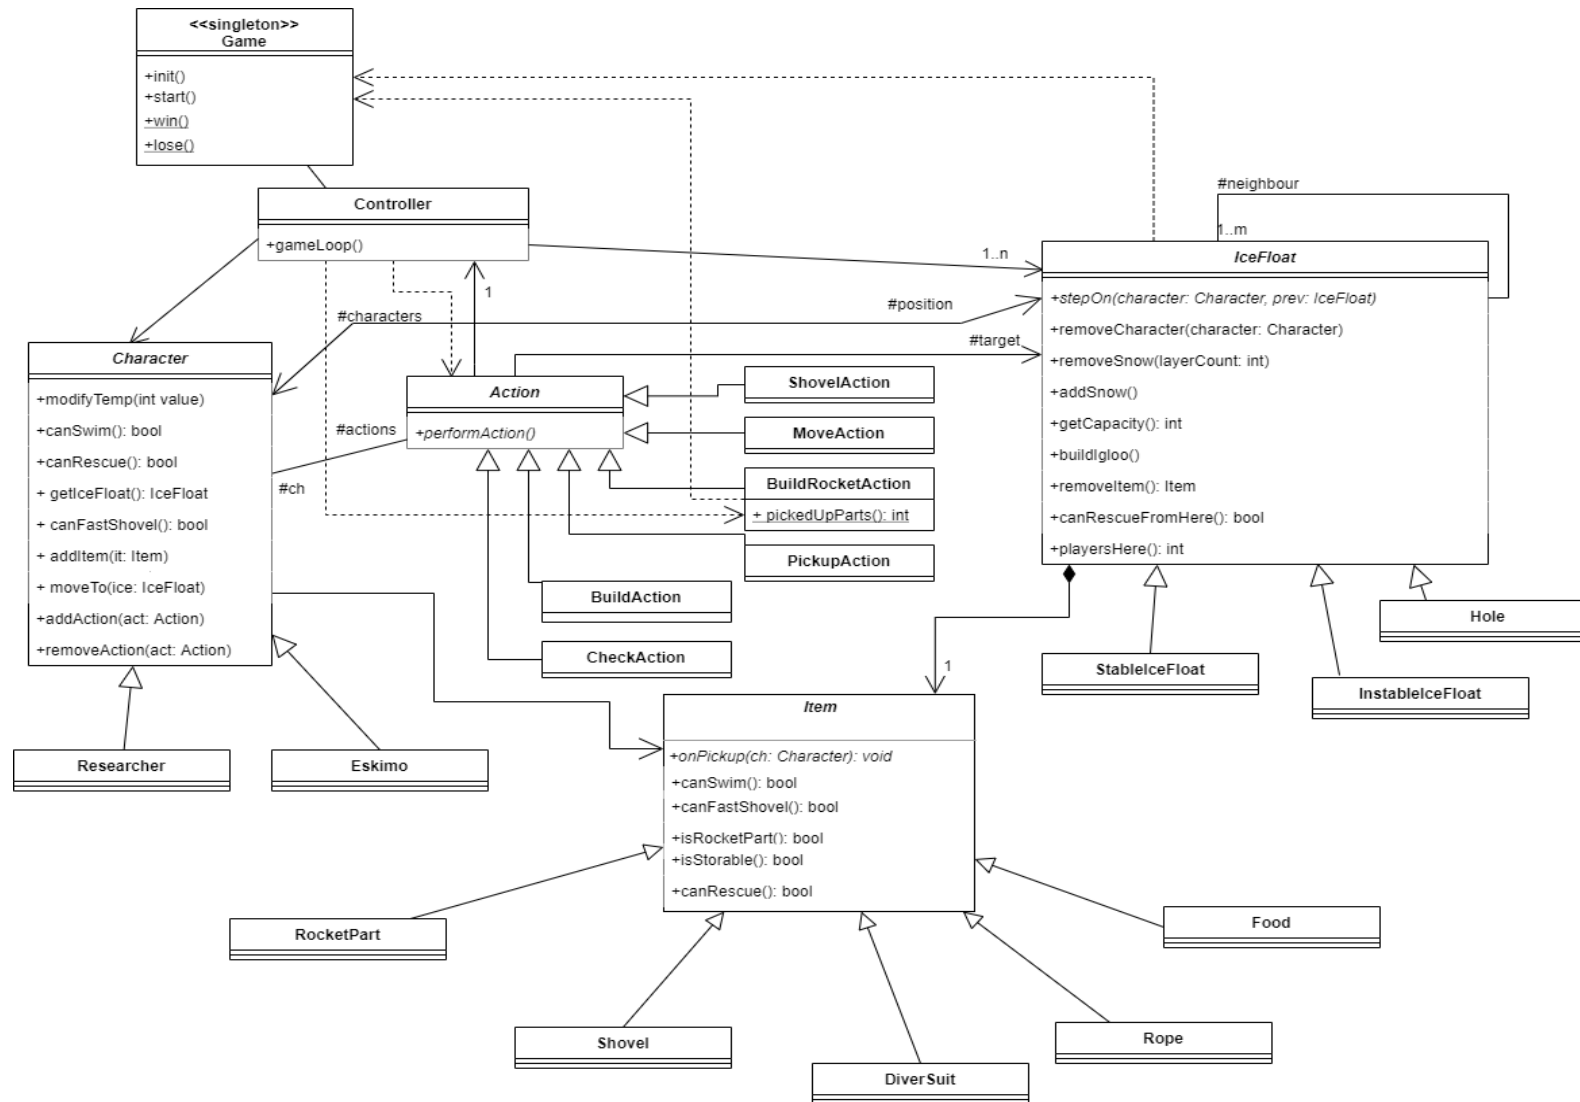 <<singleton>>
Game
+init()
+start()
+win()
+lose()
Controller
+gameLoop()
#neighbour
1..m
1..n
IceFloat
+stepOn(character: Character, prev: IceFloat)
+removeCharacter(character: Character)
+removeSnow(layerCount: int)
+addSnow()
+getCapacity(): int
+buildIgloo()
+removeItem(): Item
+canRescueFromHere(): bool
+playersHere(): int
1
#position
#characters
#target
Character
+modifyTemp(int value)
+canSwim(): bool
+canRescue(): bool
+ getIceFloat(): IceFloat
+ canFastShovel(): bool
+ addItem(it: Item)
+ moveTo(ice: IceFloat)
+addAction(act: Action)
+removeAction(act: Action)
#actions
#ch
Action
+performAction()
ShovelAction
MoveAction
BuildRocketAction
+ pickedUpParts(): int
PickupAction
BuildAction
CheckAction
Hole
StableIceFloat
InstableIceFloat
1
Researcher
Eskimo
Item
+onPickup(ch: Character): void
+canSwim(): bool
+canFastShovel(): bool
+isRocketPart(): bool
+isStorable(): bool
+canRescue(): bool
RocketPart
Food
Shovel
Rope
DiverSuit